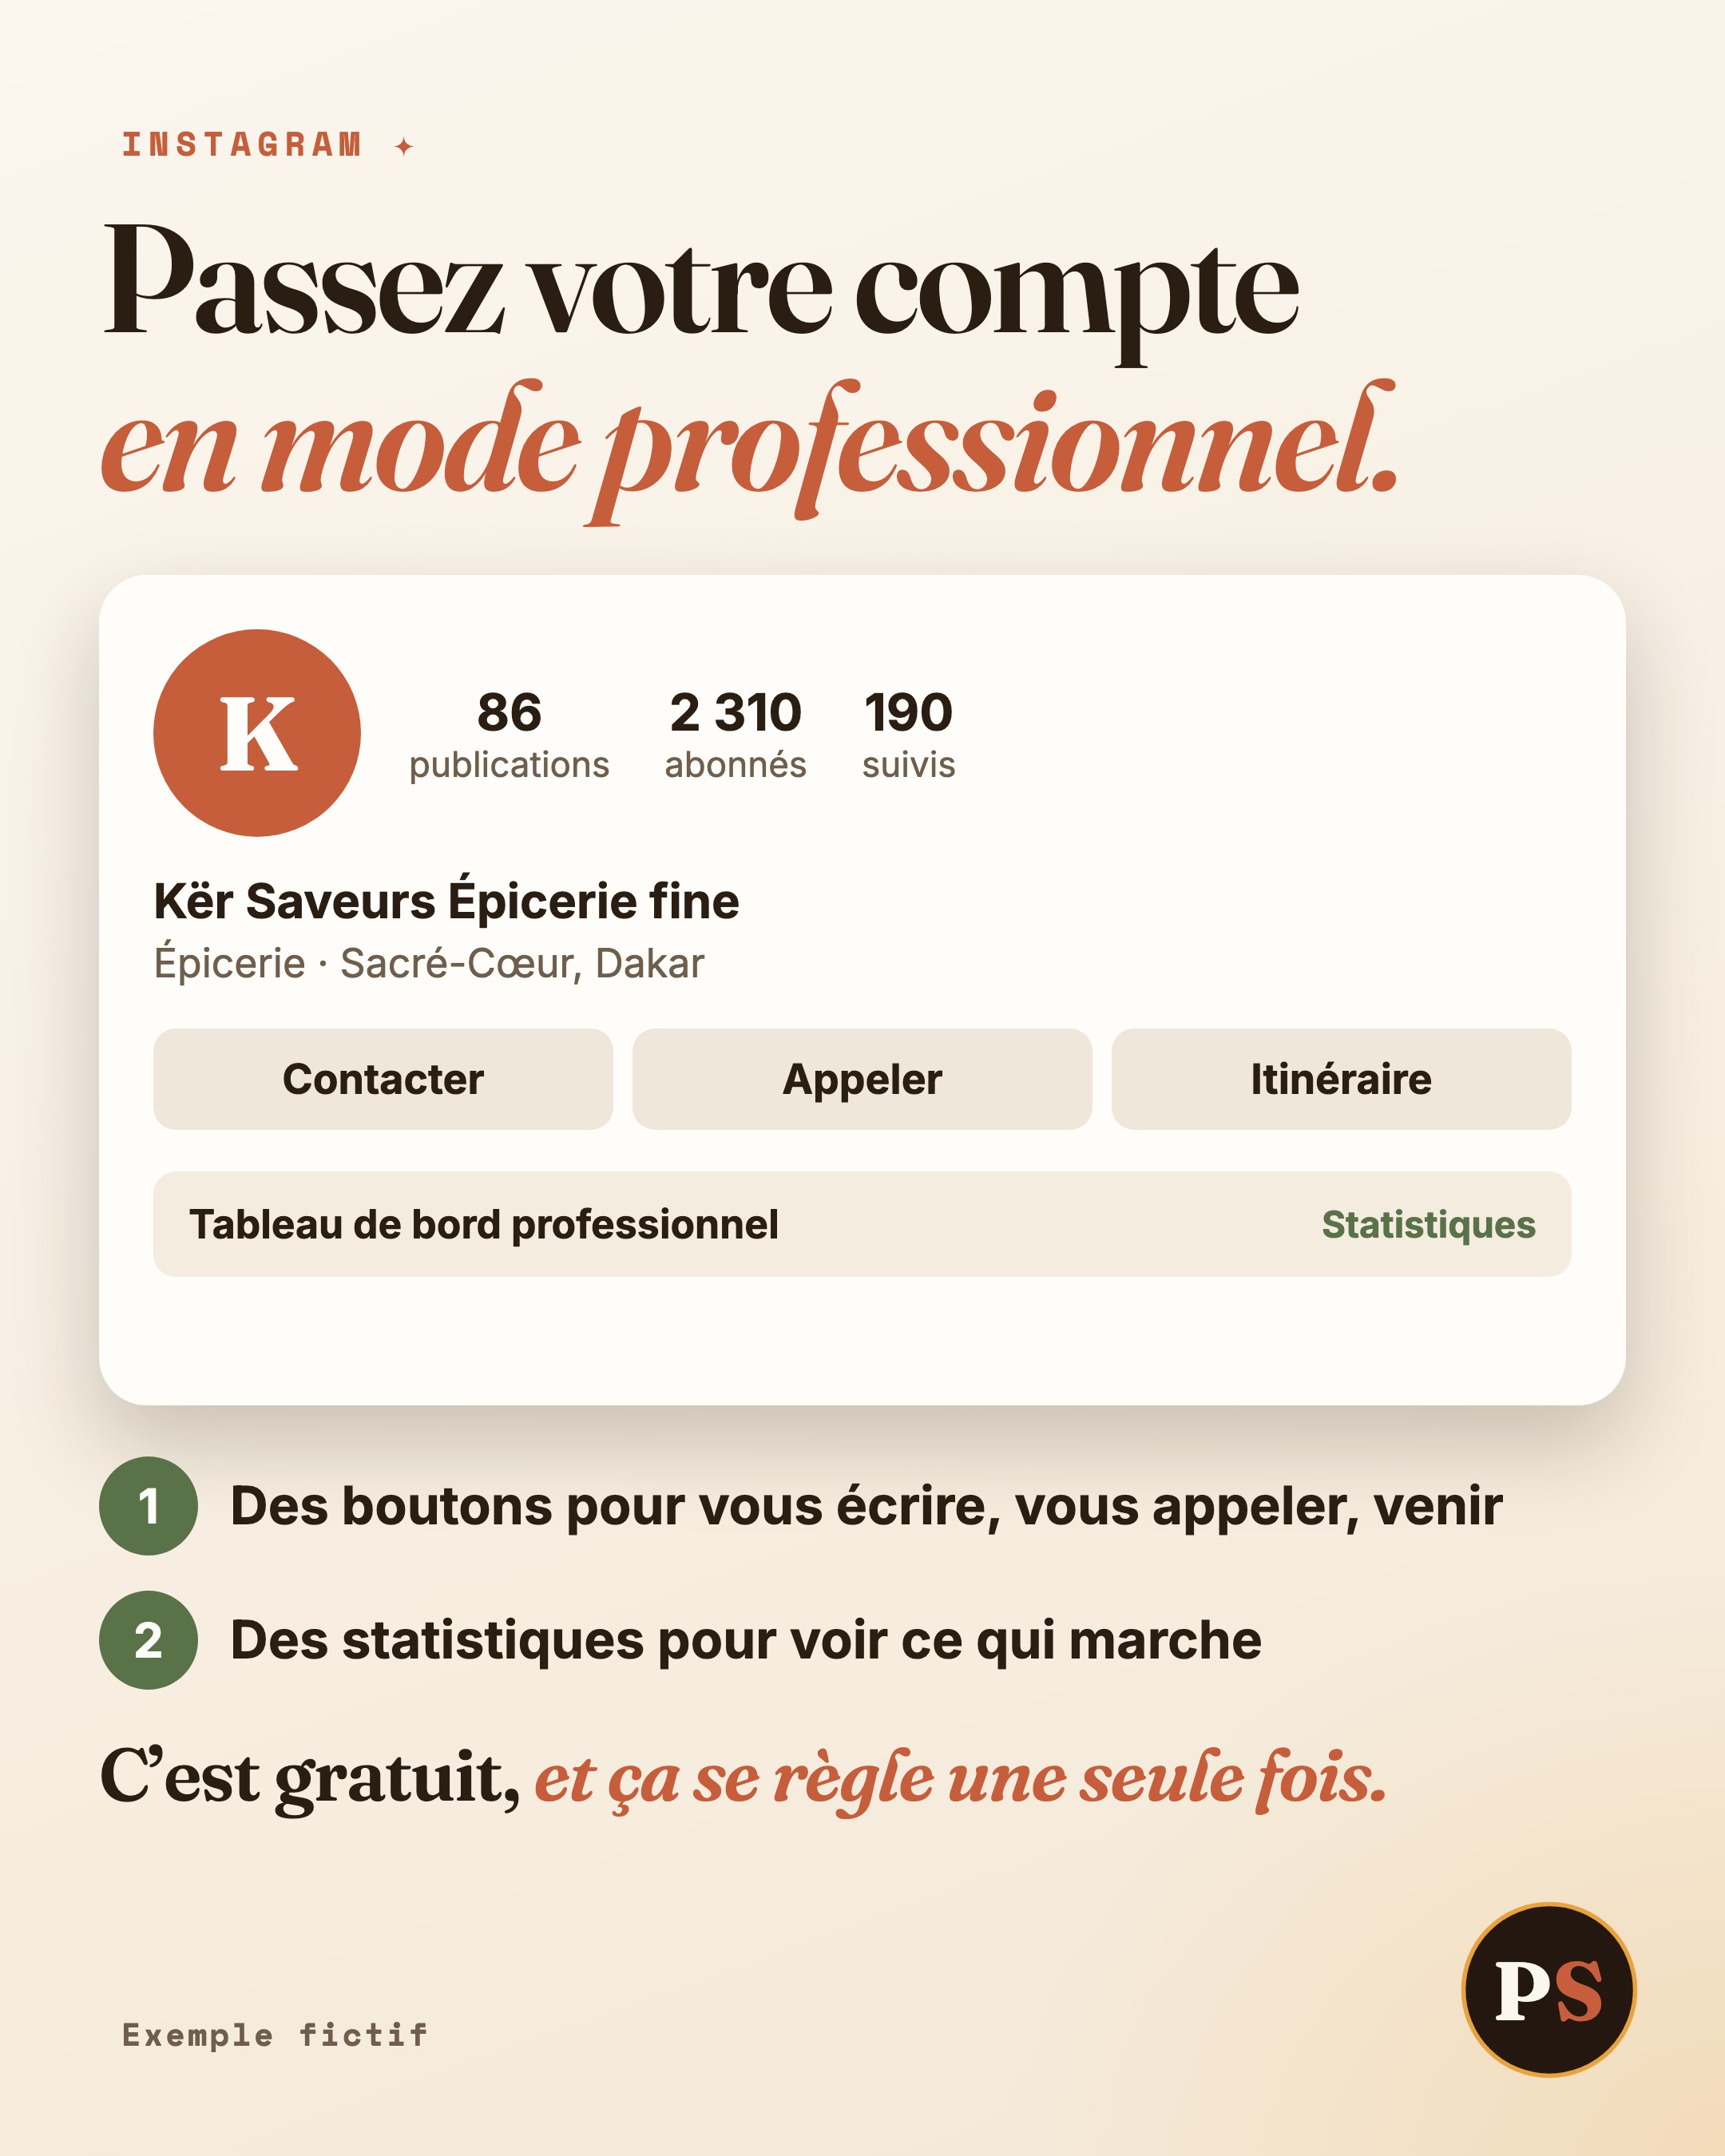 INSTAGRAM ✦
Passez votre compte
en mode professionnel.
K
86 2 310 190
publications abonnés suivis
Kër Saveurs Épicerie fine
Épicerie · Sacré-Cœur, Dakar
Contacter Appeler Itinéraire
Tableau de bord professionnel Statistiques
1 Des boutons pour vous écrire, vous appeler, venir
2 Des statistiques pour voir ce qui marche
C’est gratuit, et ça se règle une seule fois.
PS
Exemple fictif